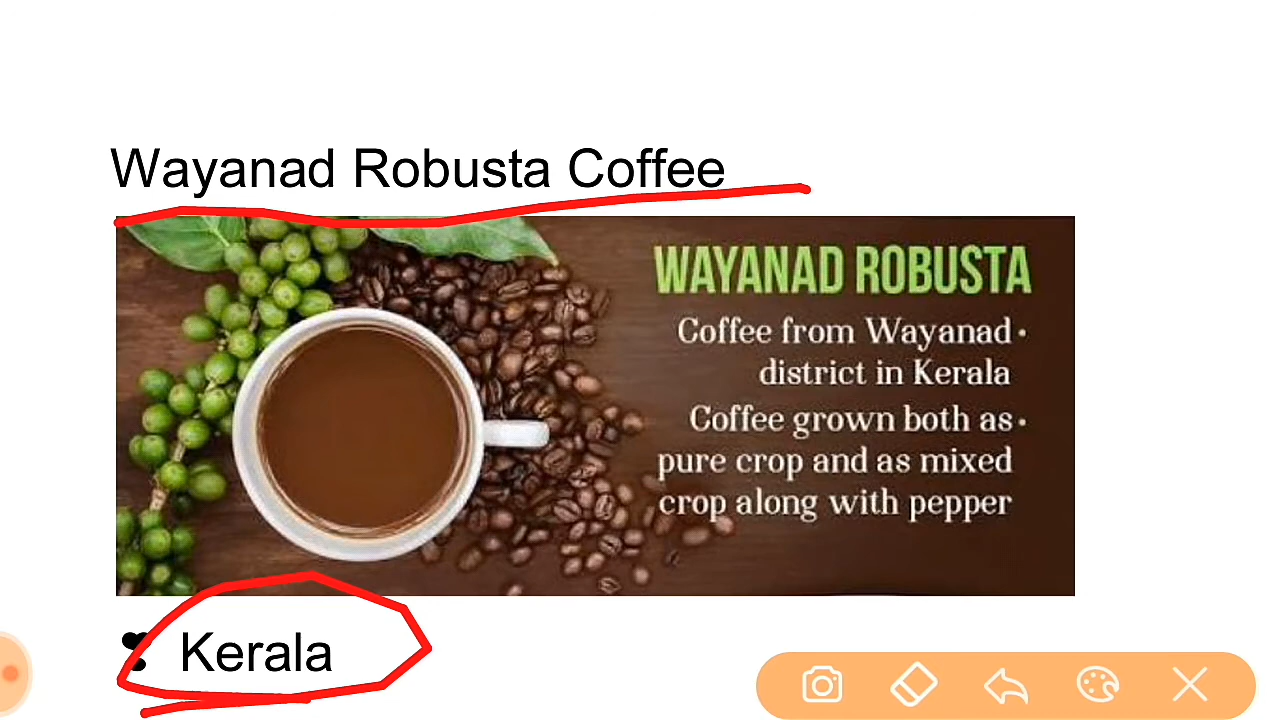 Wayanad Robusta Coffee
WAYANAD ROBUSTA
Coffee from Wayanad •
district in Kerala
Coffee grown both as •
pure crop and as mixed
crop along with pepper
❣ Kerala